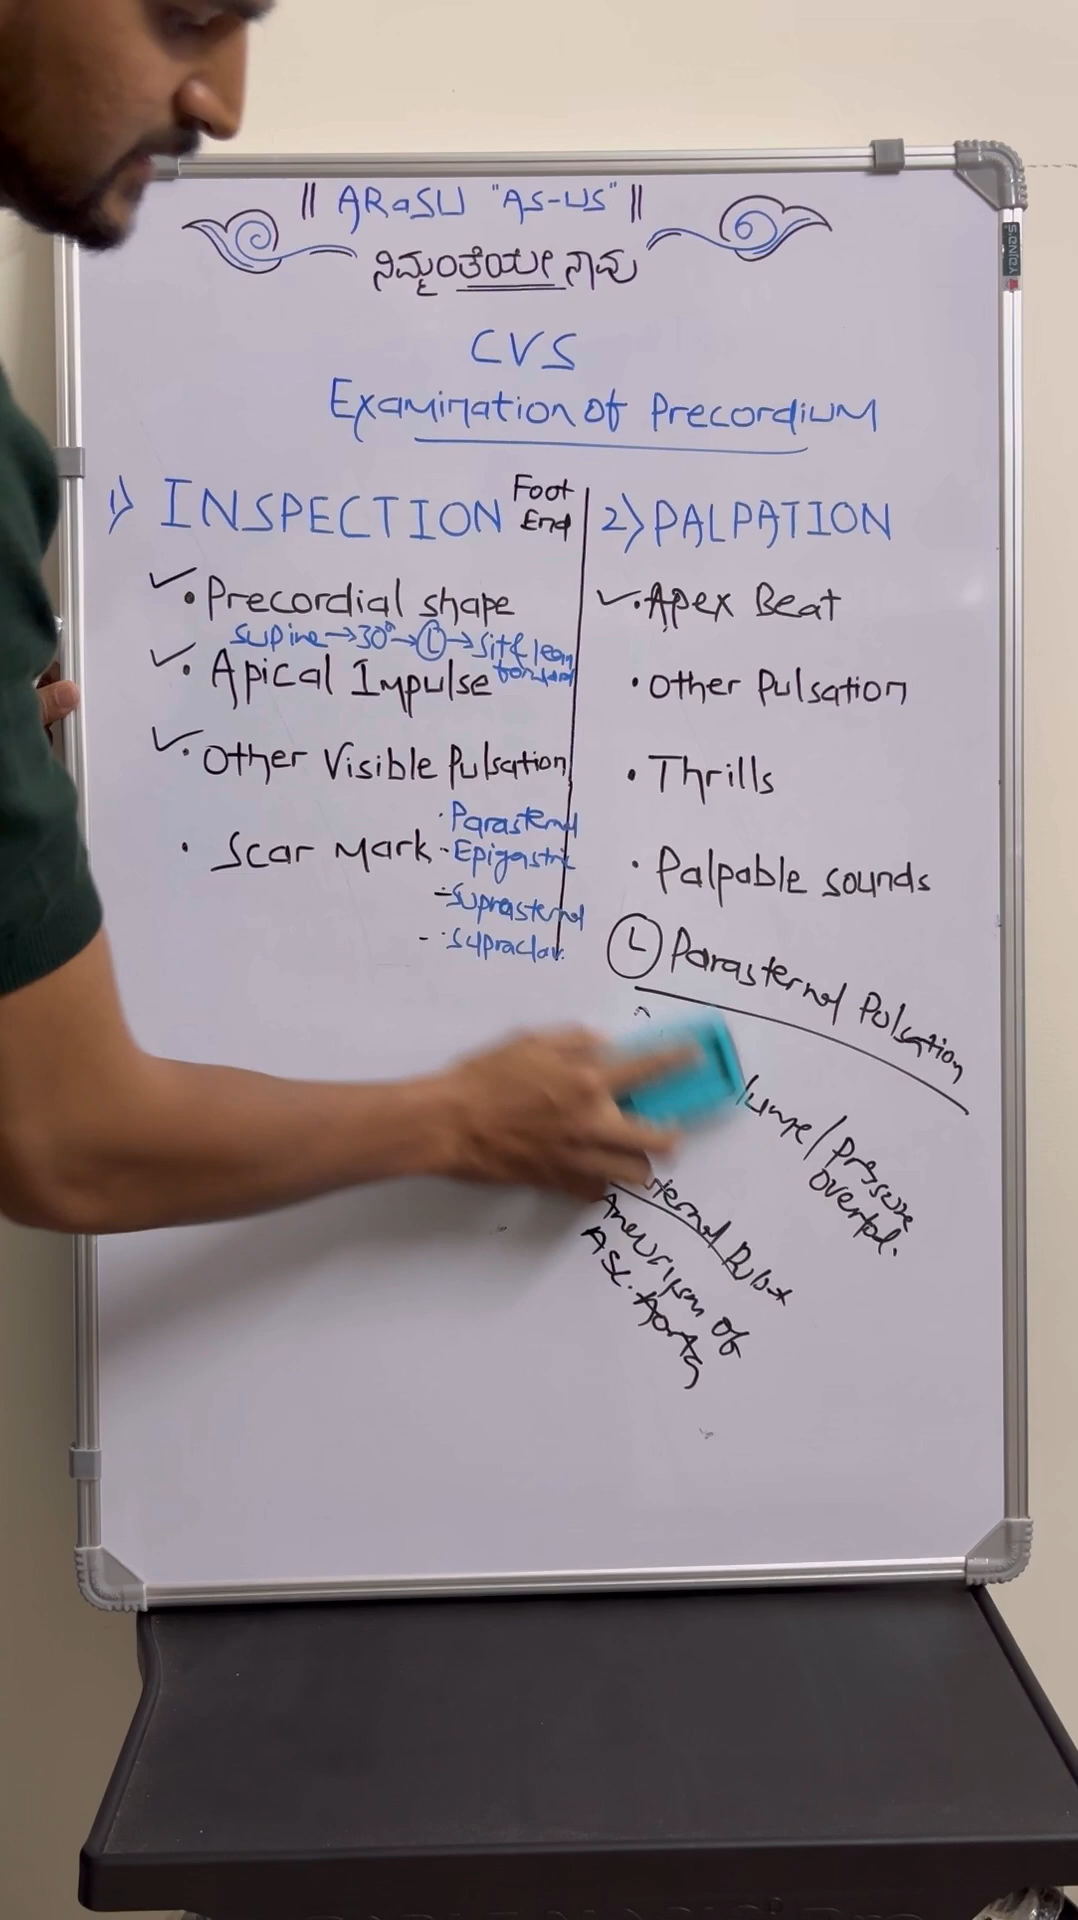 || ARaSU "AS-US" ||
ನಿಮ್ಮಂತೆಯೇ ನಾವು
CVS
Examination of Precordium
1) INSPECTION Foot End
✓• Precordial shape
Supine → 30° → Ⓛ → sit & lean forward
✓• Apical Impulse
✓• Other Visible Pulsation
• Scar Mark
· Parasternal
- Epigastric
- Suprasternal
- Supraclav.
2) PALPATION
✓• Apex Beat
• Other Pulsation
• Thrills
• Palpable sounds
Ⓛ Parasternal Pulsation
/ Pressure
overload.
Aneurysm of
Asc. Aorta